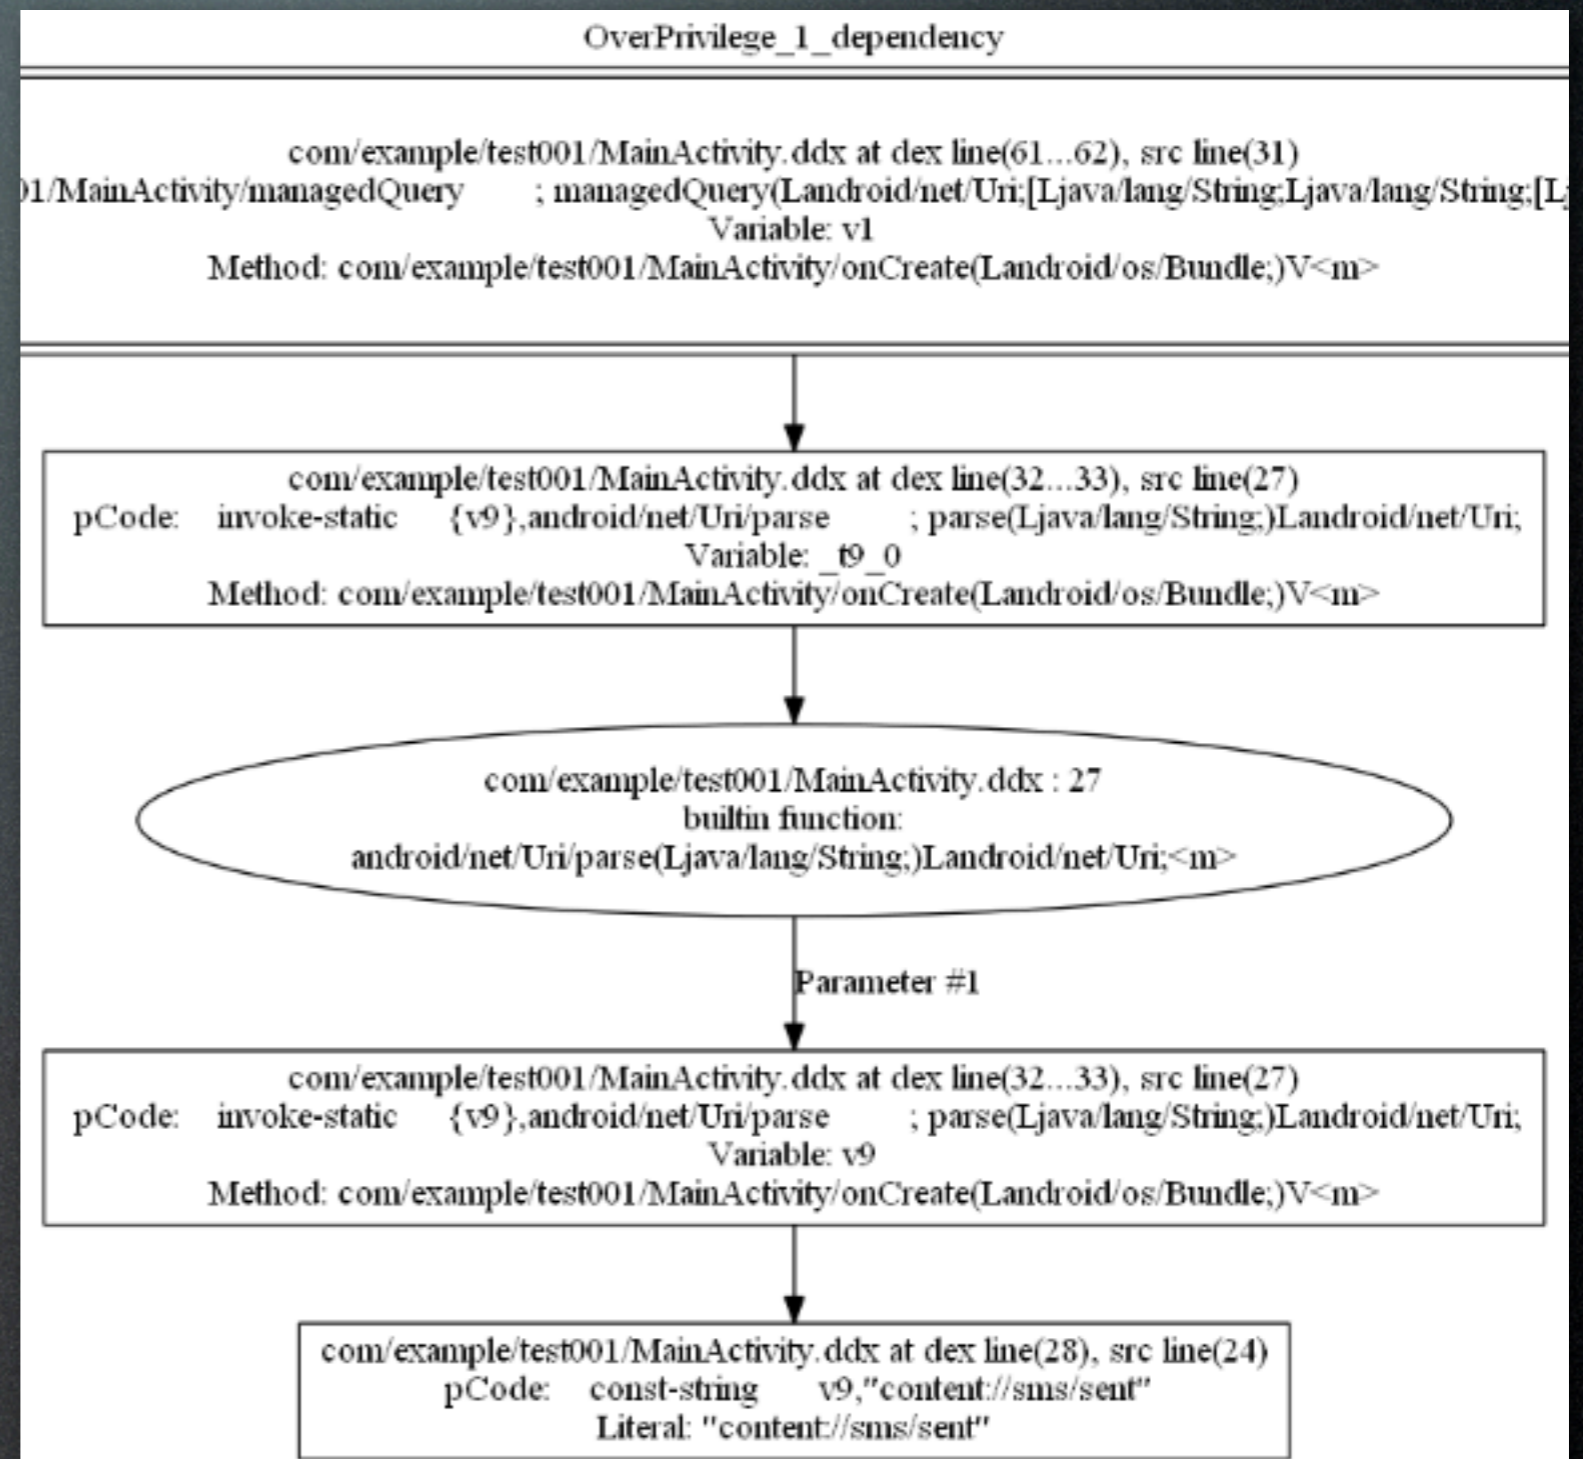 OverPrivilege_1_dependency
com/example/test001/MainActivity.ddx at dex line(61...62), src line(31)
1/MainActivity/managedQuery ; managedQuery(Landroid/net/Uri;[Ljava/lang/String;Ljava/lang/String;[L
Variable: v1
Method: com/example/test001/MainActivity/onCreate(Landroid/os/Bundle;)V<m>
com/example/test001/MainActivity.ddx at dex line(32...33), src line(27)
pCode: invoke-static {v9},android/net/Uri/parse ; parse(Ljava/lang/String;)Landroid/net/Uri;
Variable: _t9_0
Method: com/example/test001/MainActivity/onCreate(Landroid/os/Bundle;)V<m>
com/example/test001/MainActivity.ddx : 27
builtin function:
android/net/Uri/parse(Ljava/lang/String;)Landroid/net/Uri;<m>
Parameter #1
com/example/test001/MainActivity.ddx at dex line(32...33), src line(27)
pCode: invoke-static {v9},android/net/Uri/parse ; parse(Ljava/lang/String;)Landroid/net/Uri;
Variable: v9
Method: com/example/test001/MainActivity/onCreate(Landroid/os/Bundle;)V<m>
com/example/test001/MainActivity.ddx at dex line(28), src line(24)
pCode: const-string v9,"content://sms/sent"
Literal: "content://sms/sent"